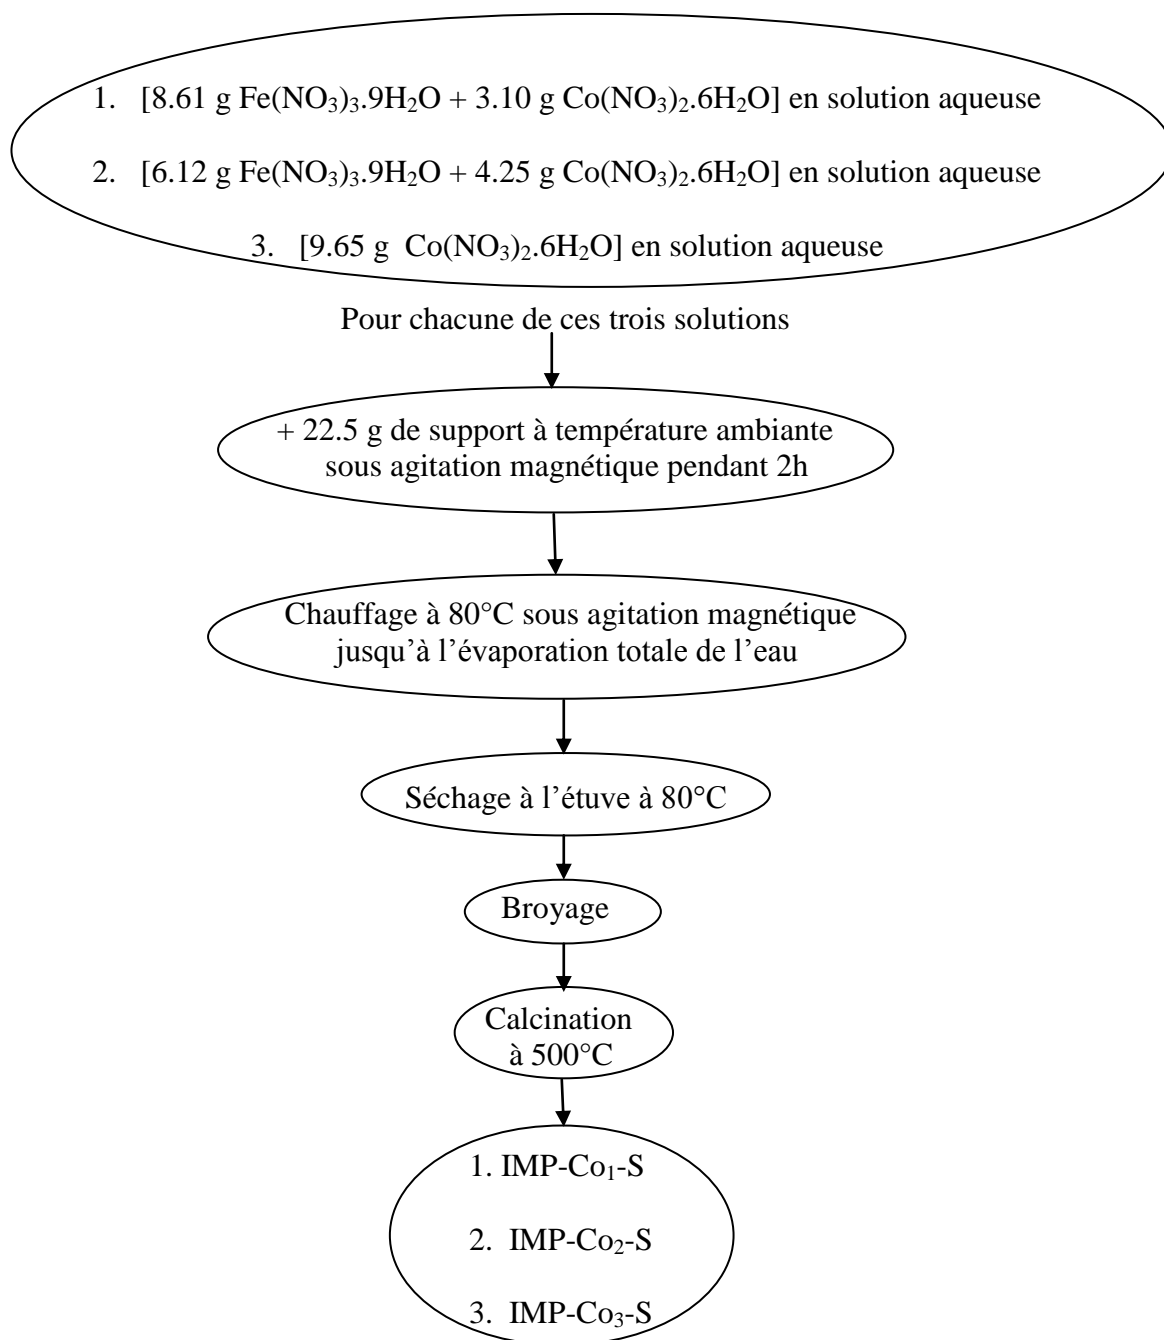 1. [8.61 g Fe(NO₃)₃.9H₂O + 3.10 g Co(NO₃)₂.6H₂O] en solution aqueuse
2. [6.12 g Fe(NO₃)₃.9H₂O + 4.25 g Co(NO₃)₂.6H₂O] en solution aqueuse
3. [9.65 g Co(NO₃)₂.6H₂O] en solution aqueuse
Pour chacune de ces trois solutions
+ 22.5 g de support à température ambiante
sous agitation magnétique pendant 2h
Chauffage à 80°C sous agitation magnétique
jusqu’à l’évaporation totale de l’eau
Séchage à l’étuve à 80°C
Broyage
Calcination
à 500°C
1. IMP-Co₁-S
2. IMP-Co₂-S
3. IMP-Co₃-S